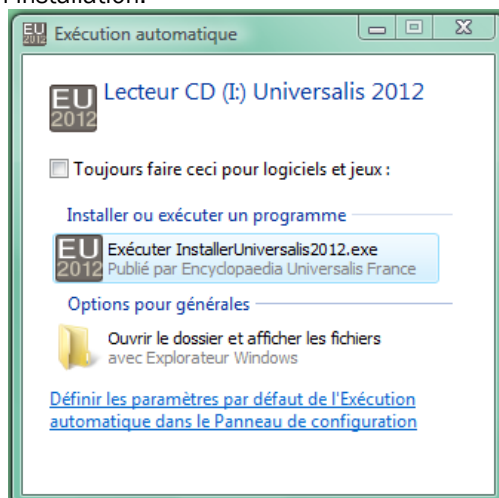 l'installation.
EU 2012 Exécution automatique
EU 2012 Lecteur CD (I:) Universalis 2012
Toujours faire ceci pour logiciels et jeux :
Installer ou exécuter un programme
EU 2012 Exécuter InstallerUniversalis2012.exe
Publié par Encyclopaedia Universalis France
Options pour générales
Ouvrir le dossier et afficher les fichiers
avec Explorateur Windows
Définir les paramètres par défaut de l'Exécution
automatique dans le Panneau de configuration